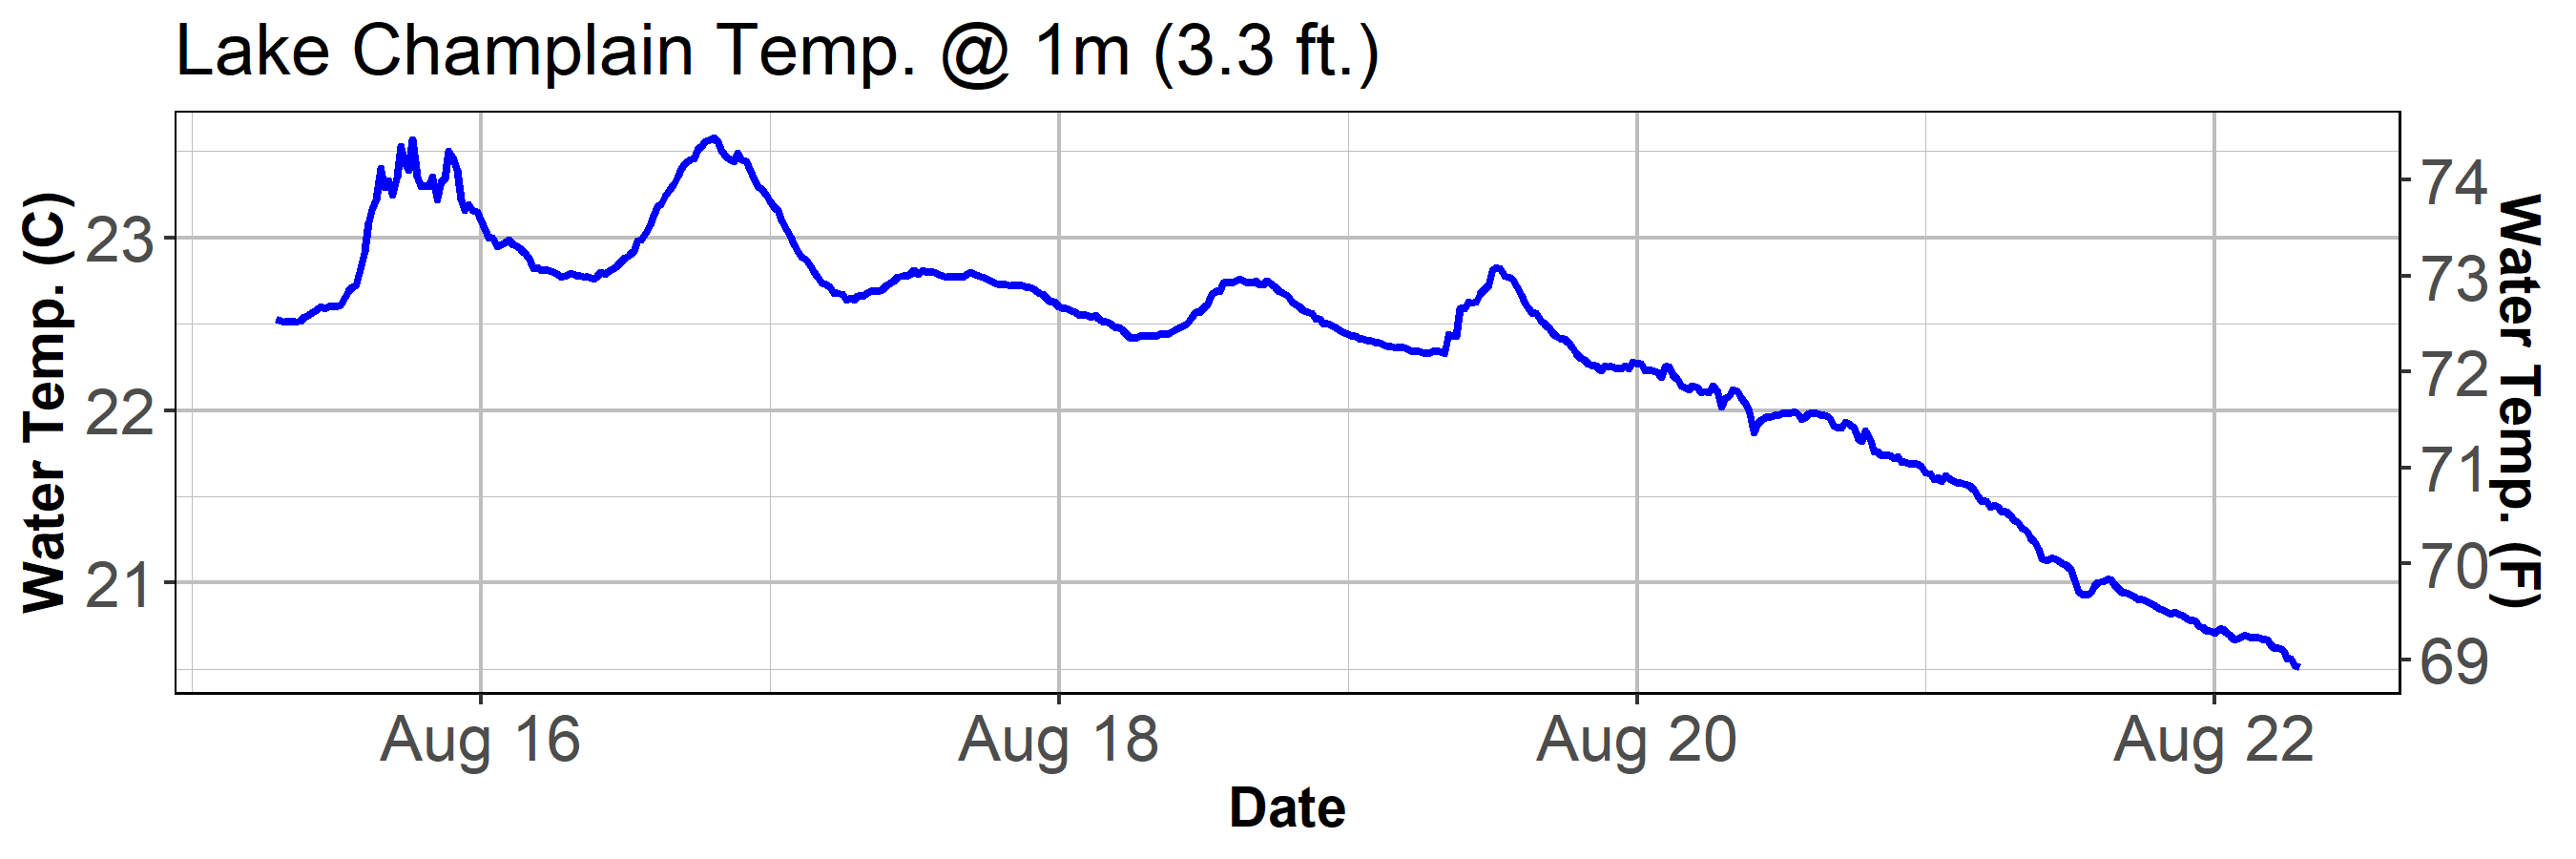 Lake Champlain Temp. @ 1m (3.3 ft.)
Water Temp. (C)
23
22
21
74
73
72
71
70
69
Water Temp. (F)
Aug 16
Aug 18
Aug 20
Aug 22
Date